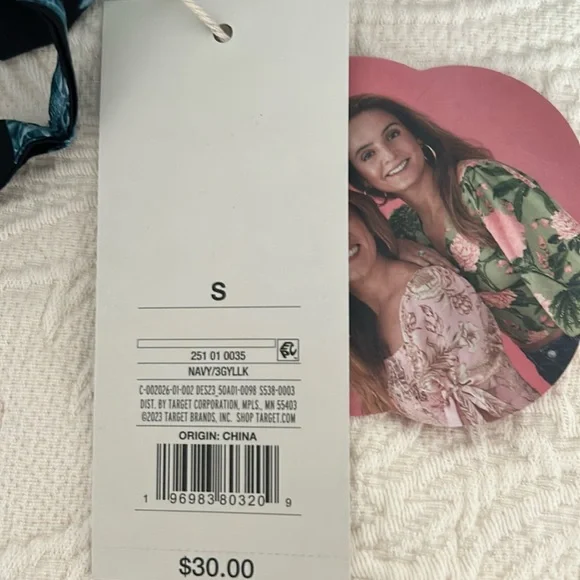 S
251 01 0035
NAVY/3GYLLK
C-002026-01-002 DES23_50A01-0098 SS38-0003
DIST. BY TARGET CORPORATION, MPLS., MN 55403
©2023 TARGET BRANDS, INC. SHOP TARGET.COM
ORIGIN: CHINA
1 96983 80320 9
$30.00